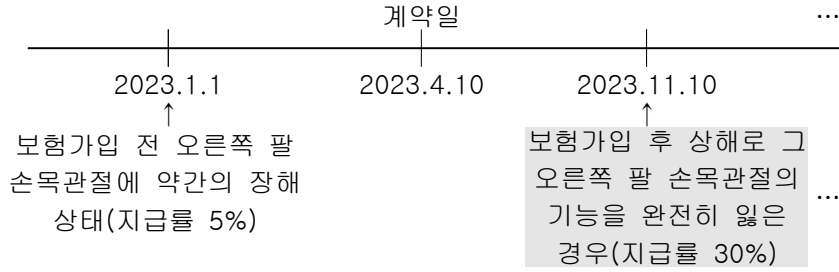 계약일
...
2023.1.1
2023.4.10
2023.11.10
↑
↑
보험가입 전 오른쪽 팔
손목관절에 약간의 장해
상태(지급률 5%)
보험가입 후 상해로 그
오른쪽 팔 손목관절의
기능을 완전히 잃은
경우(지급률 30%)
...